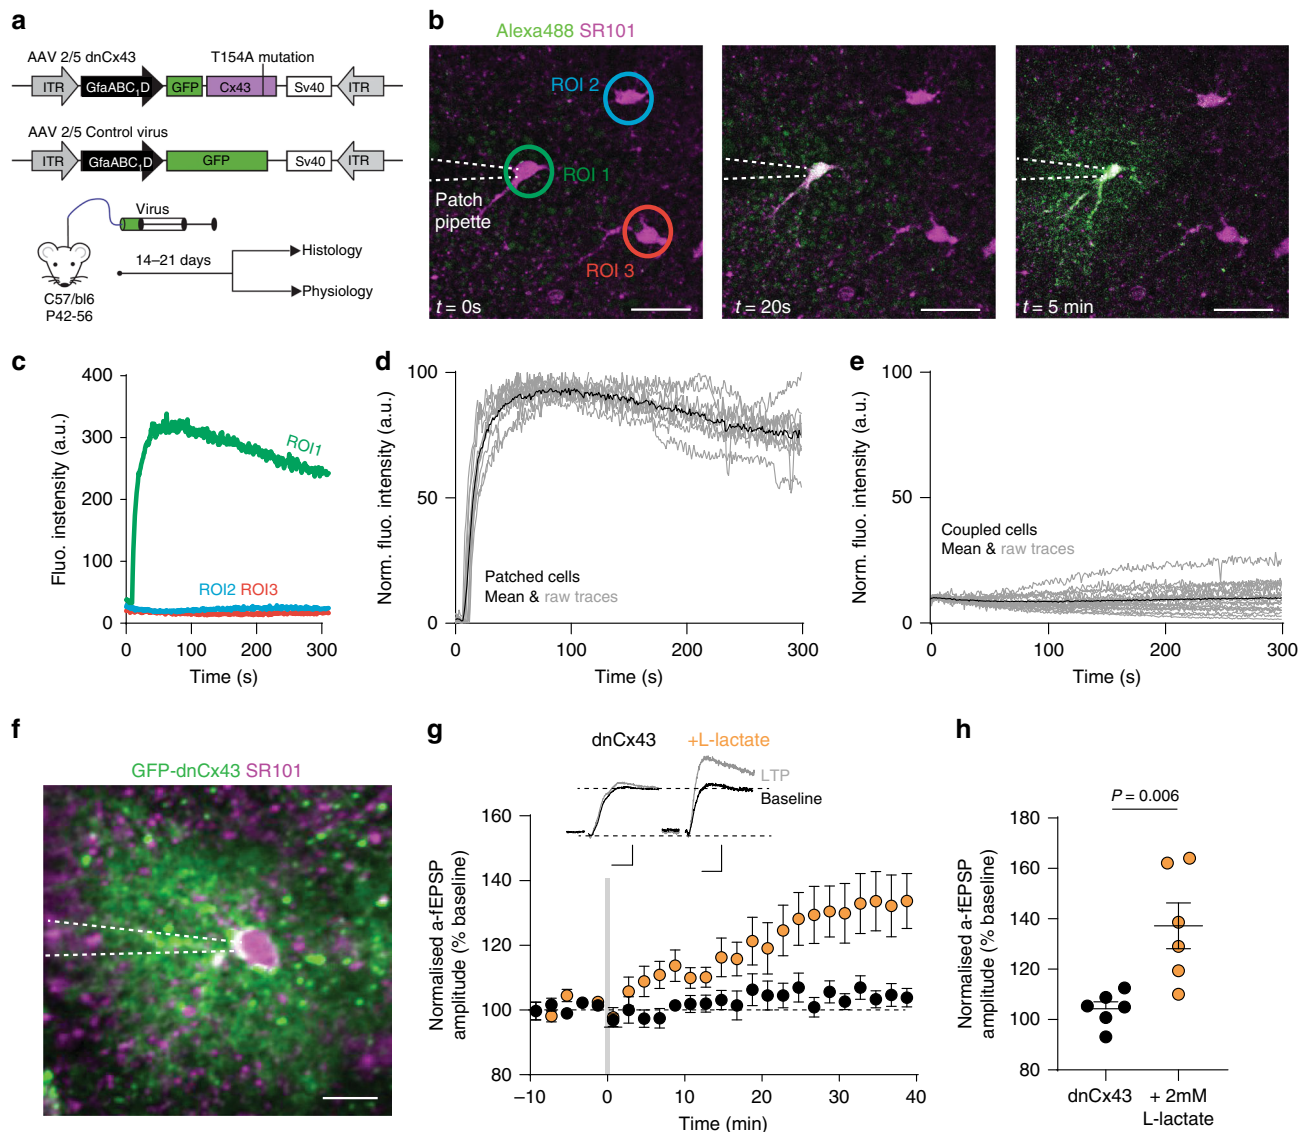 a
AAV 2/5 dnCx43
T154A mutation
ITR
GfaABC1D
GFP
Cx43
Sv40
ITR
AAV 2/5 Control virus
ITR
GfaABC1D
GFP
Sv40
ITR
Virus
14–21 days
Histology
Physiology
C57/bl6
P42-56
b
Alexa488 SR101
ROI 2
ROI 1
Patch
pipette
ROI 3
t = 0s
t = 20s
t = 5 min
c
Fluo. instensity (a.u.)
400
300
200
100
0
ROI1
ROI2 ROI3
0 100 200 300
Time (s)
d
Norm. fluo. intensity (a.u.)
100
50
0
Patched cells
Mean & raw traces
0 100 200 300
Time (s)
e
Norm. fluo. intensity (a.u.)
100
50
0
Coupled cells
Mean & raw traces
0 100 200 300
Time (s)
f
GFP-dnCx43 SR101
g
dnCx43
+L-lactate
LTP
Baseline
Normalised a-fEPSP
amplitude (% baseline)
160
140
120
100
80
–10 0 10 20 30 40
Time (min)
h
P = 0.006
Normalised a-fEPSP
amplitude (% baseline)
180
160
140
120
100
80
dnCx43
+ 2mM
L-lactate